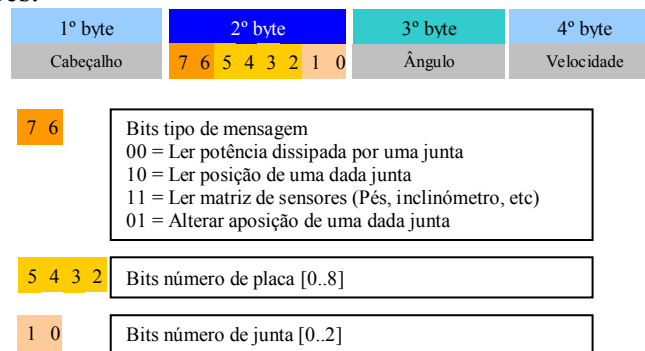 res.
1º byte 2º byte 3º byte 4º byte
Cabeçalho 7 6 5 4 3 2 1 0 Ângulo Velocidade
7 6 Bits tipo de mensagem
00 = Ler potência dissipada por uma junta
10 = Ler posição de uma dada junta
11 = Ler matriz de sensores (Pés, inclinómetro, etc)
01 = Alterar aposição de uma dada junta
5 4 3 2 Bits número de placa [0..8]
1 0 Bits número de junta [0..2]